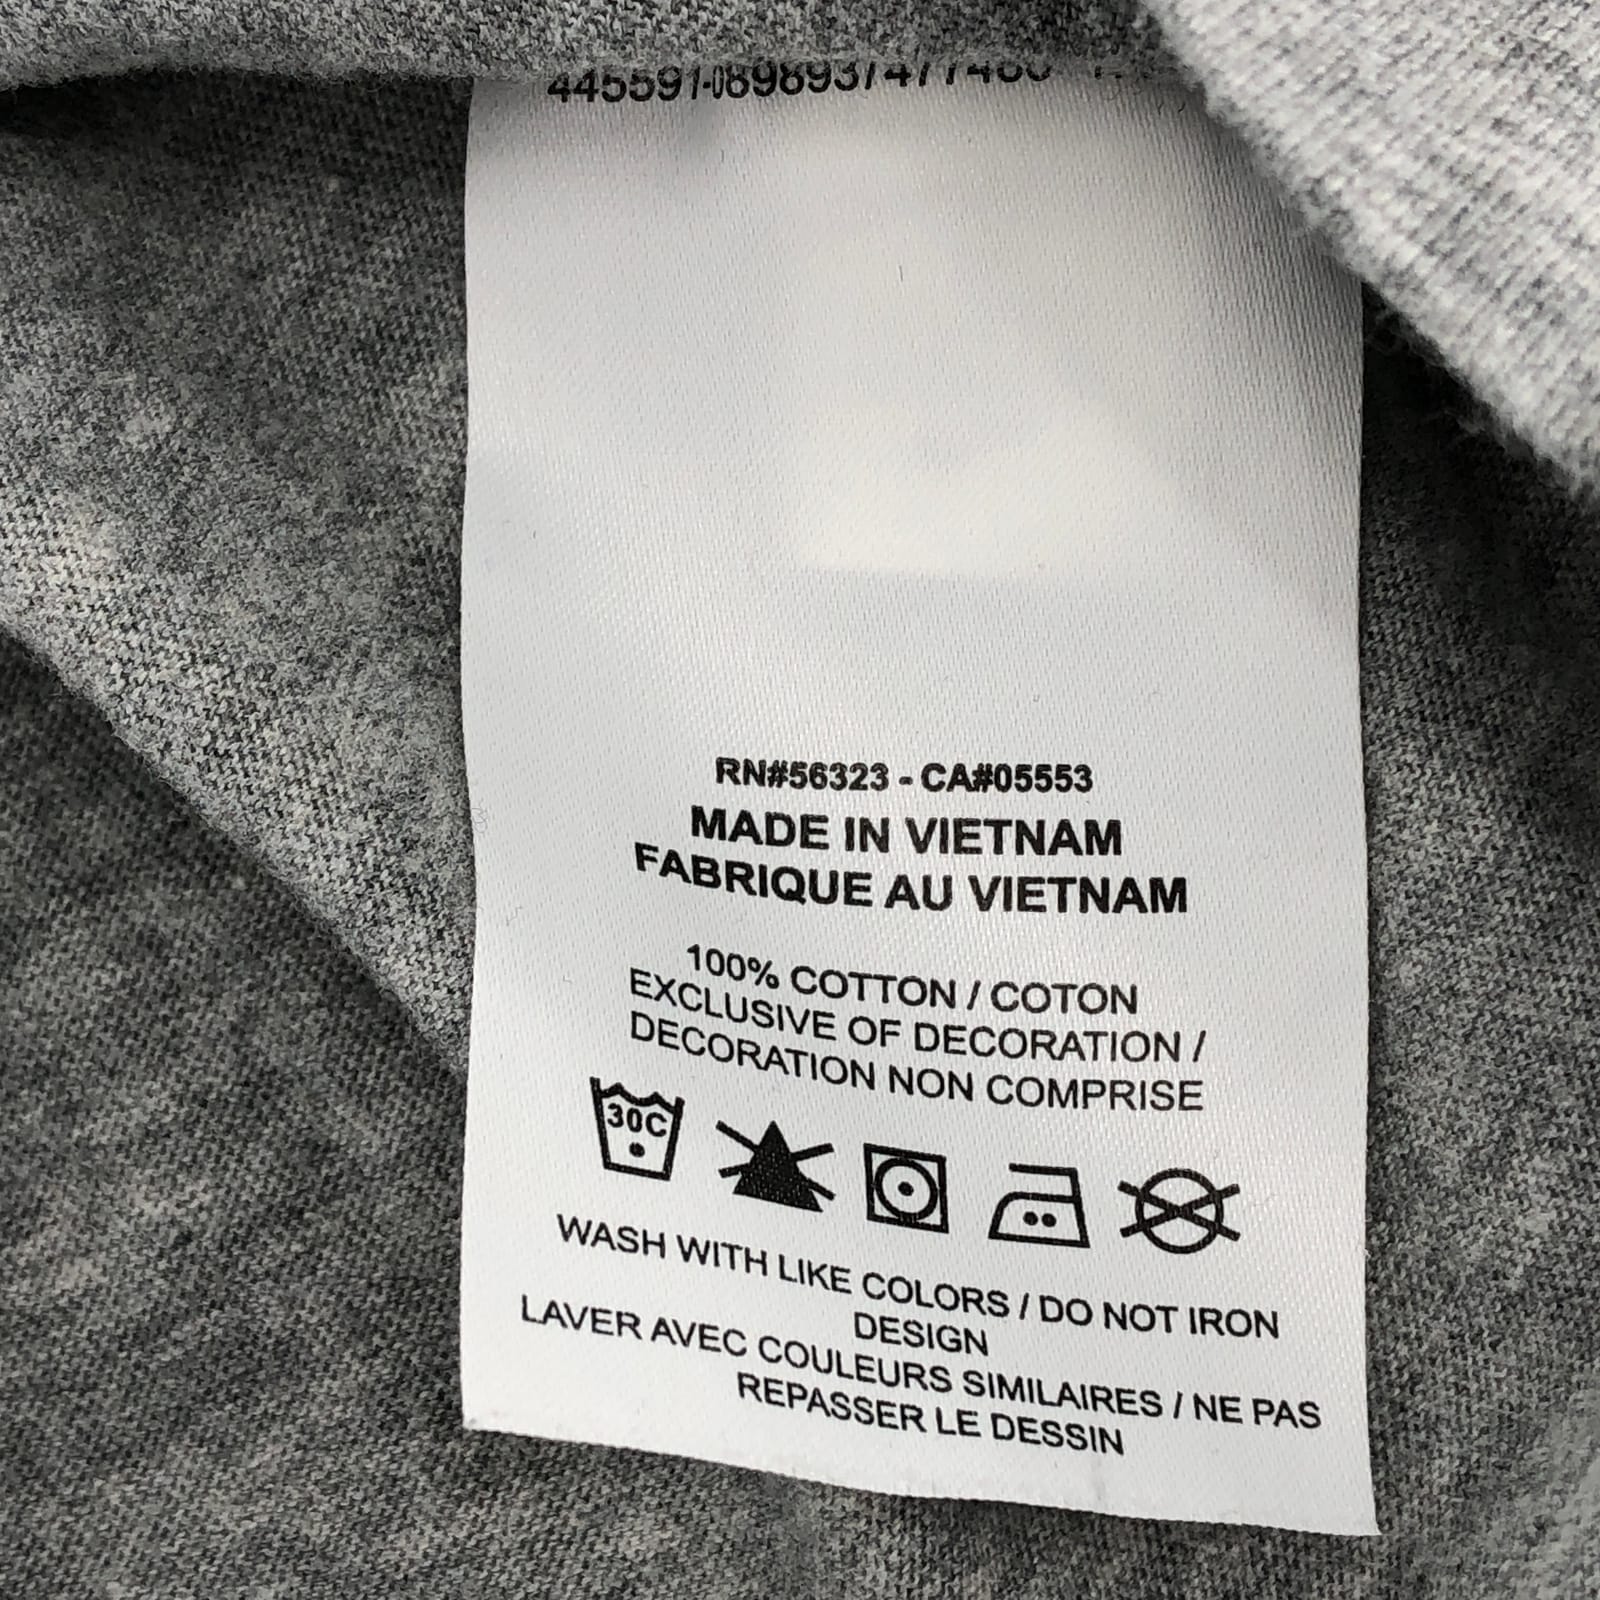 RN#56323 - CA#05553
MADE IN VIETNAM
FABRIQUE AU VIETNAM
100% COTTON / COTON
EXCLUSIVE OF DECORATION /
DECORATION NON COMPRISE
30C
WASH WITH LIKE COLORS / DO NOT IRON
DESIGN
LAVER AVEC COULEURS SIMILAIRES / NE PAS
REPASSER LE DESSIN